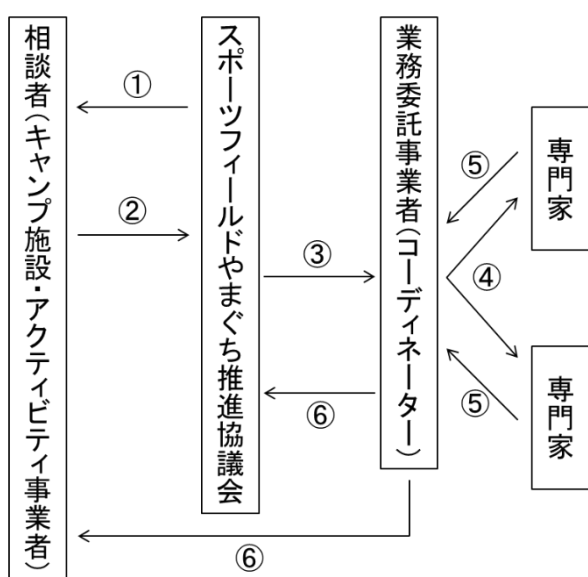 相談者(キャンプ施設・アクティビティ事業者)
①
②
スポーツフィールドやまぐち推進協議会
③
⑥
業務委託事業者(コーディネーター)
⑤
④
⑤
専門家
専門家
⑥